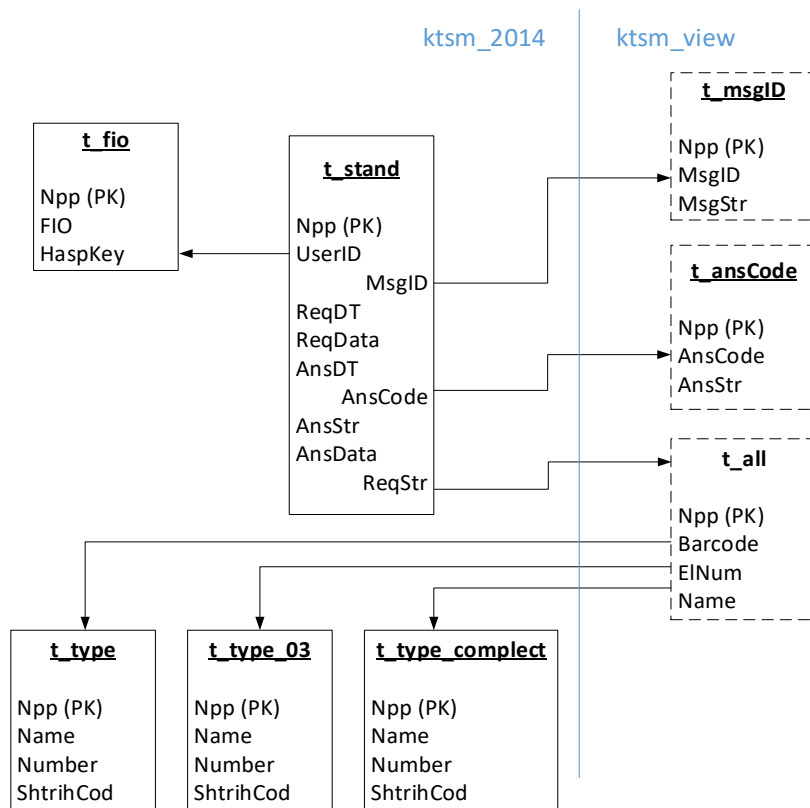 ktsm_2014
ktsm_view
t_fio
Npp (PK)
FIO
HaspKey
t_stand
Npp (PK)
UserID
MsgID
ReqDT
ReqData
AnsDT
AnsCode
AnsStr
AnsData
ReqStr
t_msgID
Npp (PK)
MsgID
MsgStr
t_ansCode
Npp (PK)
AnsCode
AnsStr
t_all
Npp (PK)
Barcode
ElNum
Name
t_type
Npp (PK)
Name
Number
ShtrihCod
t_type_03
Npp (PK)
Name
Number
ShtrihCod
t_type_complect
Npp (PK)
Name
Number
ShtrihCod